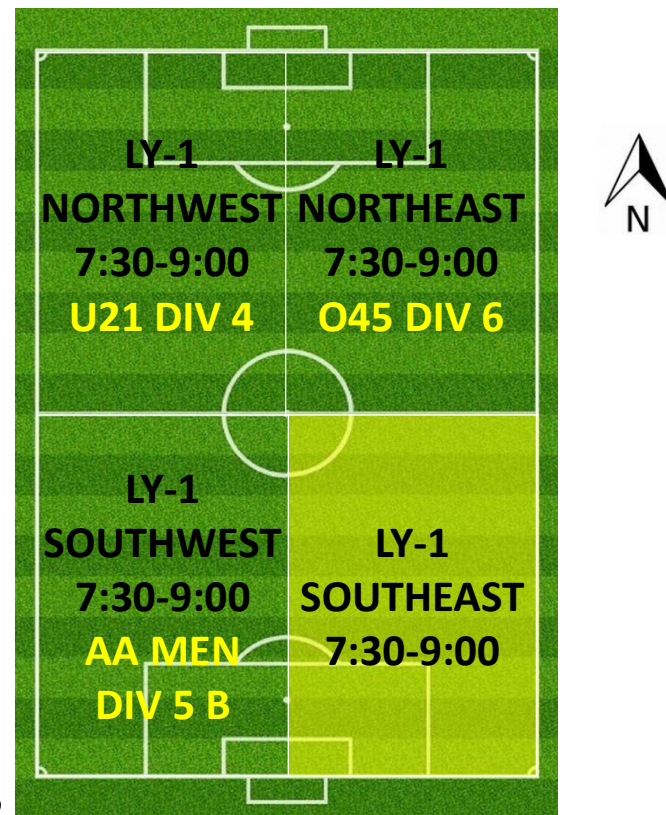 LY-1
NORTHWEST
7:30-9:00
U21 DIV 4
LY-1
NORTHEAST
7:30-9:00
O45 DIV 6
N
LY-1
SOUTHWEST
7:30-9:00
AA MEN
DIV 5 B
LY-1
SOUTHEAST
7:30-9:00